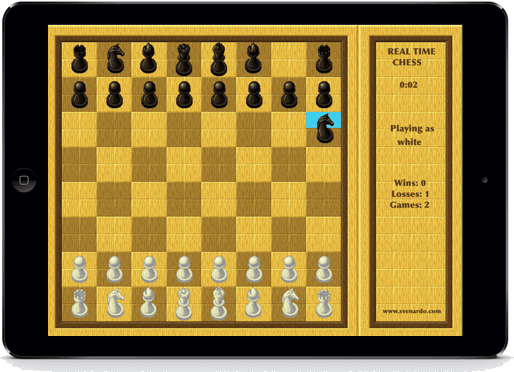 REAL TIME
CHESS
0:02
Playing as
white
Wins: 0
Losses: 1
Games: 2
www.svenardo.com